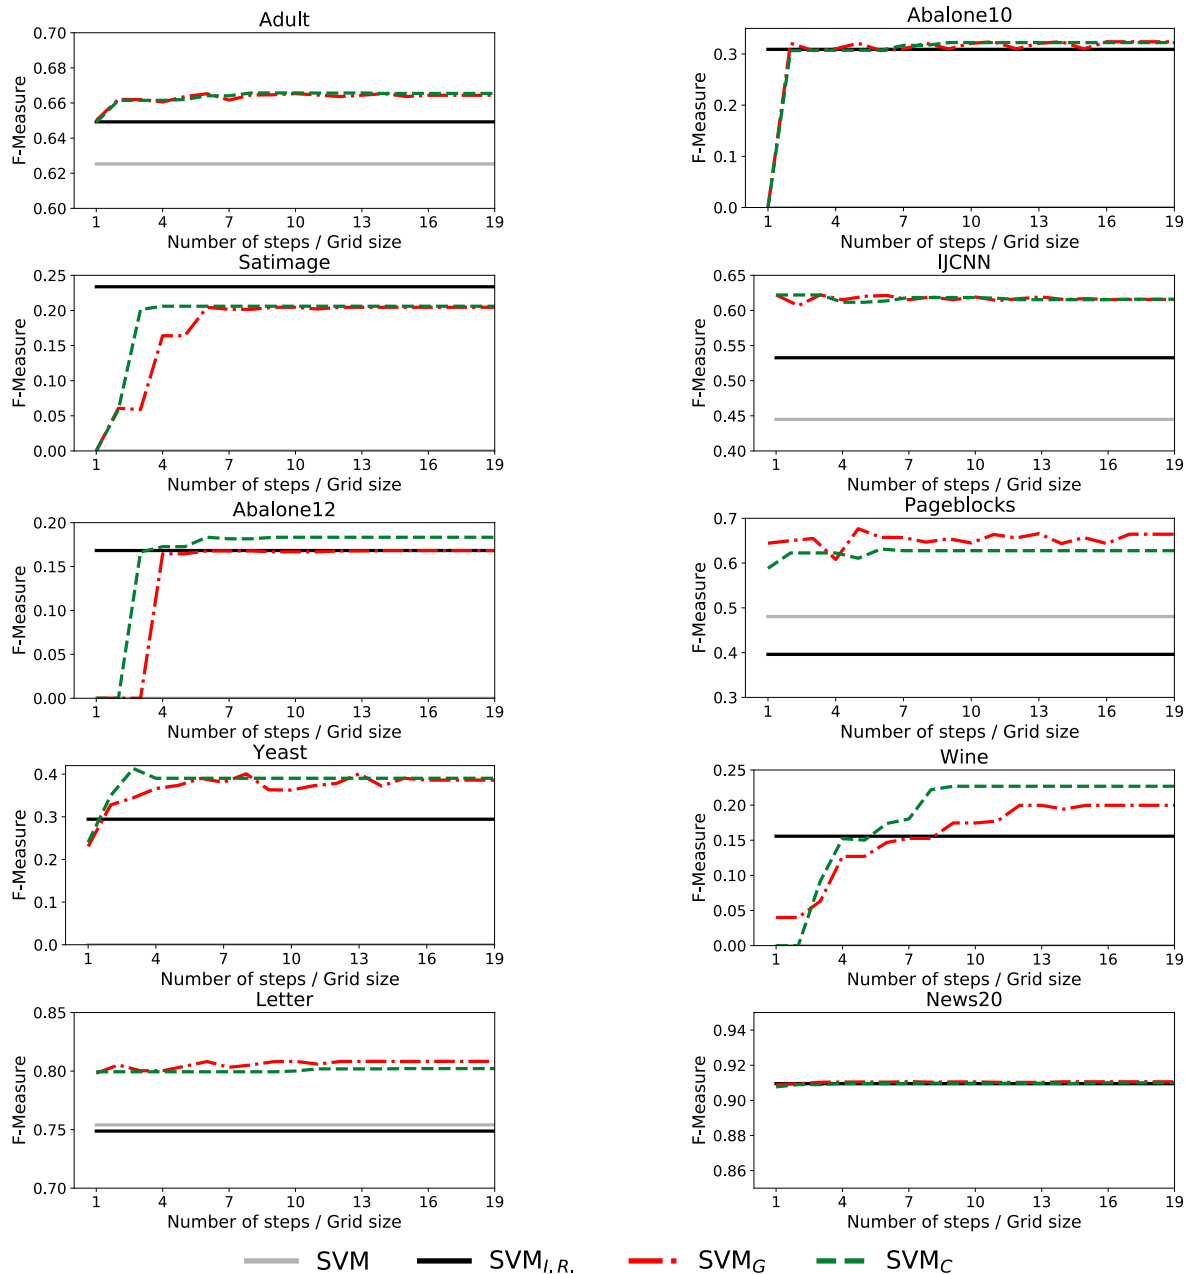 Adult
0.70
0.68
0.66
0.64
0.62
0.60
F-Measure
1 4 7 10 13 16 19
Number of steps / Grid size
Abalone10
0.3
0.2
0.1
0.0
F-Measure
1 4 7 10 13 16 19
Number of steps / Grid size
Satimage
0.25
0.20
0.15
0.10
0.05
0.00
F-Measure
1 4 7 10 13 16 19
Number of steps / Grid size
IJCNN
0.65
0.60
0.55
0.50
0.45
0.40
F-Measure
1 4 7 10 13 16 19
Number of steps / Grid size
Abalone12
0.20
0.15
0.10
0.05
0.00
F-Measure
1 4 7 10 13 16 19
Number of steps / Grid size
Pageblocks
0.7
0.6
0.5
0.4
0.3
F-Measure
1 4 7 10 13 16 19
Number of steps / Grid size
Yeast
0.4
0.3
0.2
0.1
0.0
F-Measure
1 4 7 10 13 16 19
Number of steps / Grid size
Wine
0.25
0.20
0.15
0.10
0.05
0.00
F-Measure
1 4 7 10 13 16 19
Number of steps / Grid size
Letter
0.85
0.80
0.75
0.70
F-Measure
1 4 7 10 13 16 19
Number of steps / Grid size
News20
0.94
0.92
0.90
0.88
0.86
F-Measure
1 4 7 10 13 16 19
Number of steps / Grid size
SVM SVM I.R. SVM G SVM C